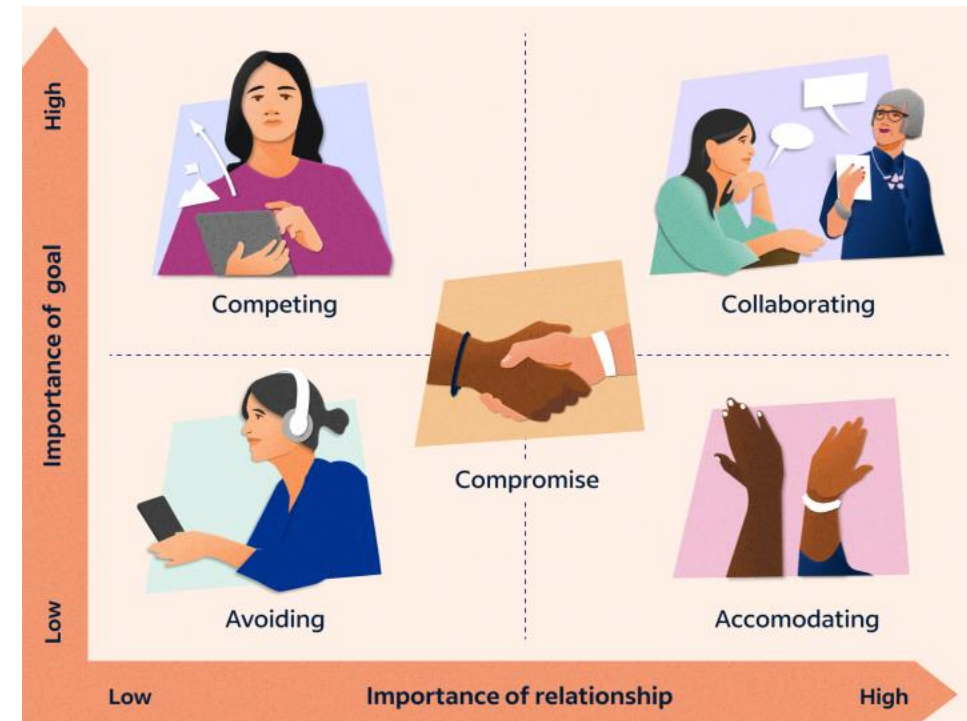 High
Importance of goal
Low
Competing
Collaborating
Compromise
Avoiding
Accomodating
Low
Importance of relationship
High